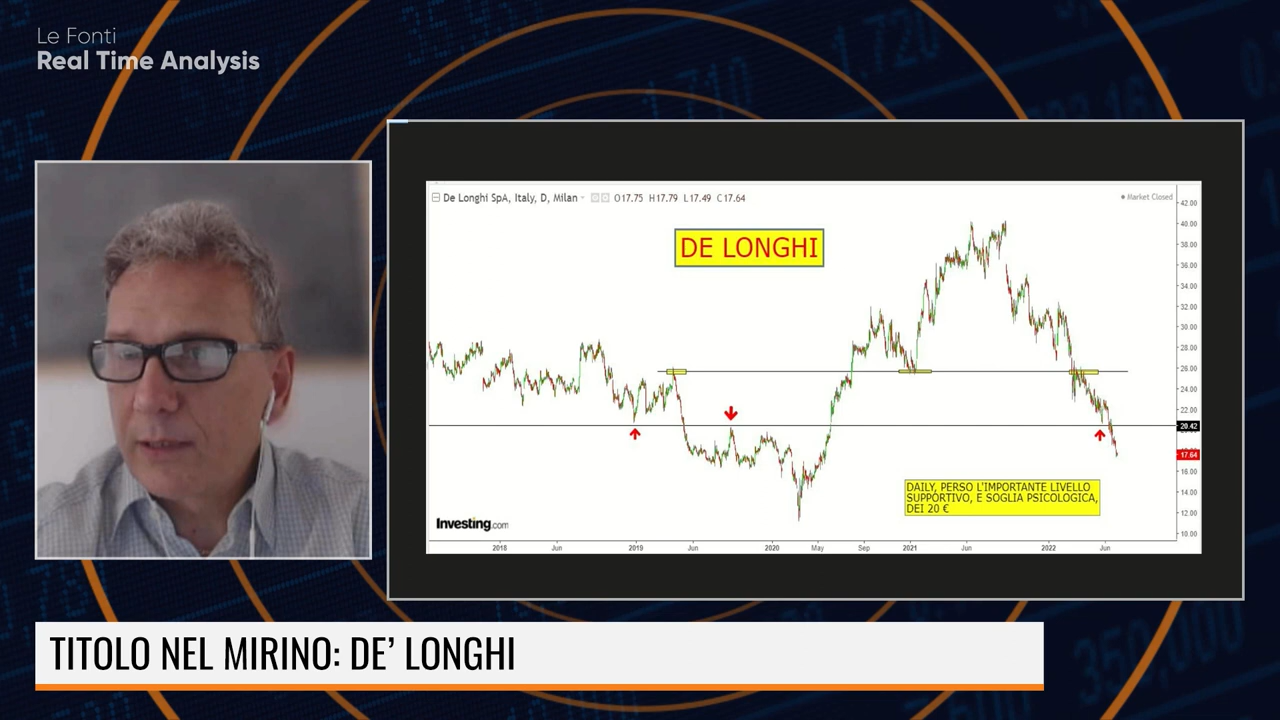 Le Fonti
Real Time Analysis
De Longhi SpA, Italy, D, Milan O17.75 H17.79 L17.49 C17.64
Market Closed
DE LONGHI
42.00
40.00
38.00
36.00
34.00
32.00
30.00
28.00
26.00
24.00
22.00
20.42
17.64
16.00
14.00
12.00
10.00
DAILY, PERSO L'IMPORTANTE LIVELLO
SUPPORTIVO, E SOGLIA PSICOLOGICA,
DEI 20 €
Investing.com
2018 Jun 2019 Jun 2020 May Sep 2021 Jun 2022 Jun
TITOLO NEL MIRINO: DE’ LONGHI